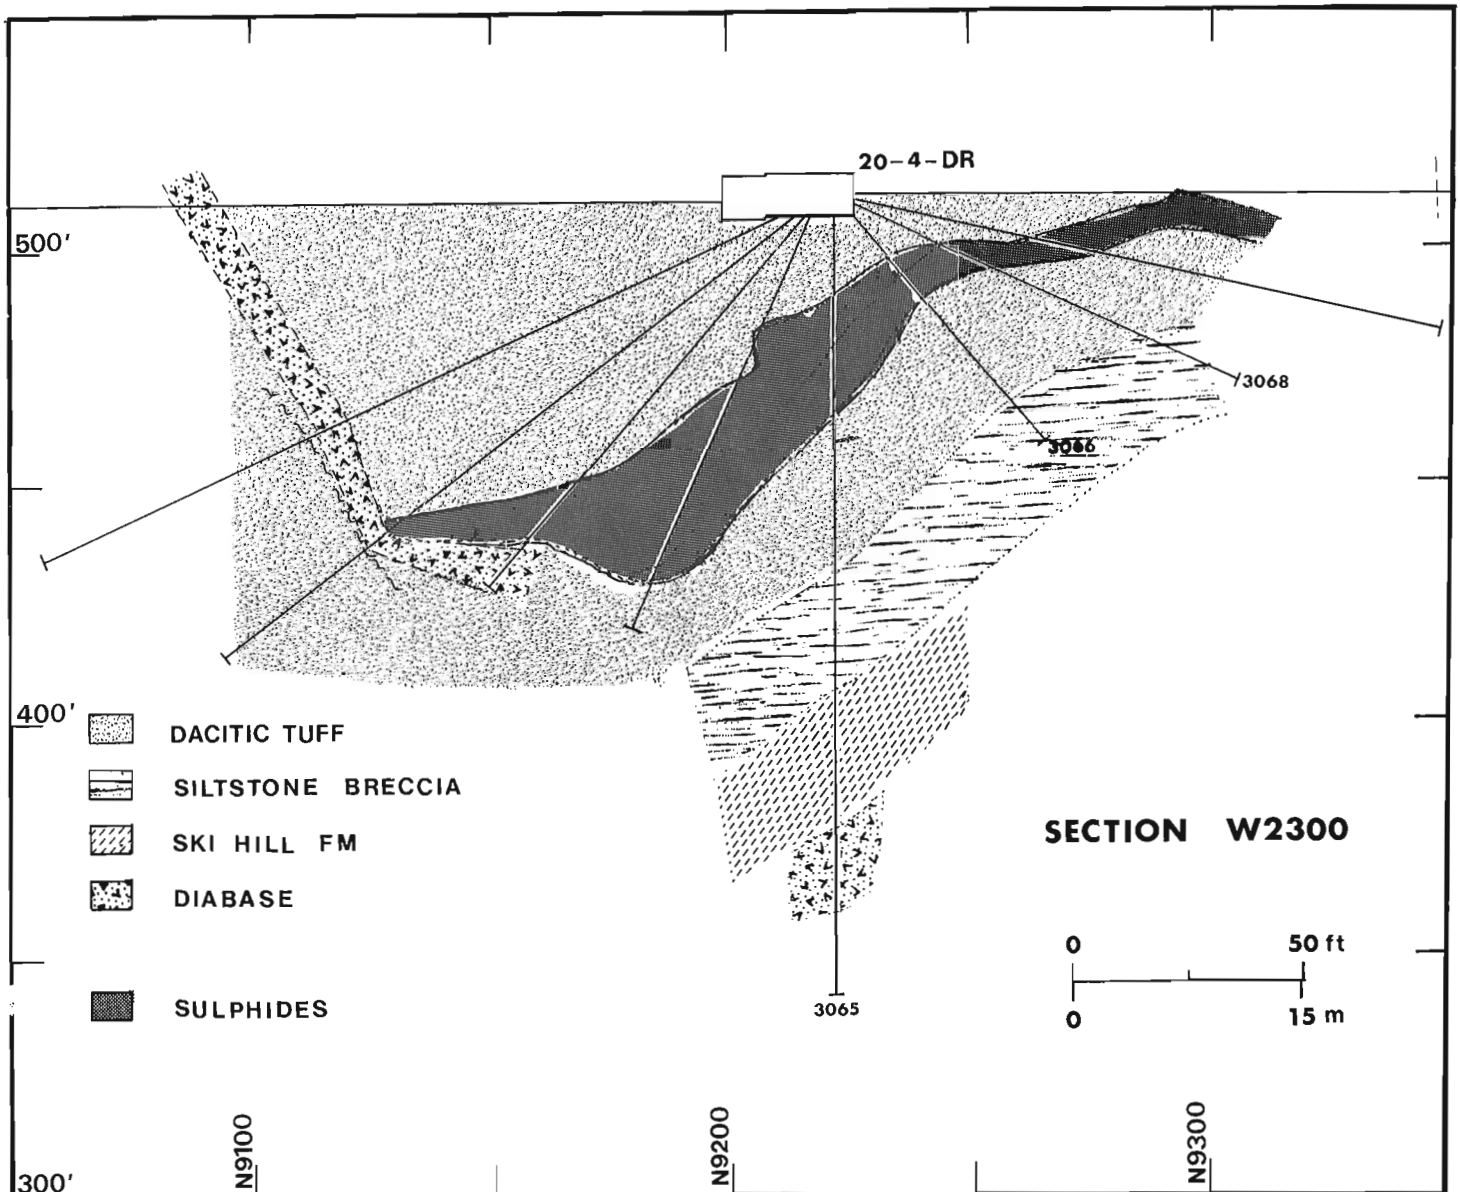 20-4-DR
500'
3068
3066
400'
DACITIC TUFF
SILTSTONE BRECCIA
SKI HILL FM
DIABASE
SULPHIDES
SECTION W2300
0 50 ft
0 15 m
3065
N9100
N9200
N9300
300'